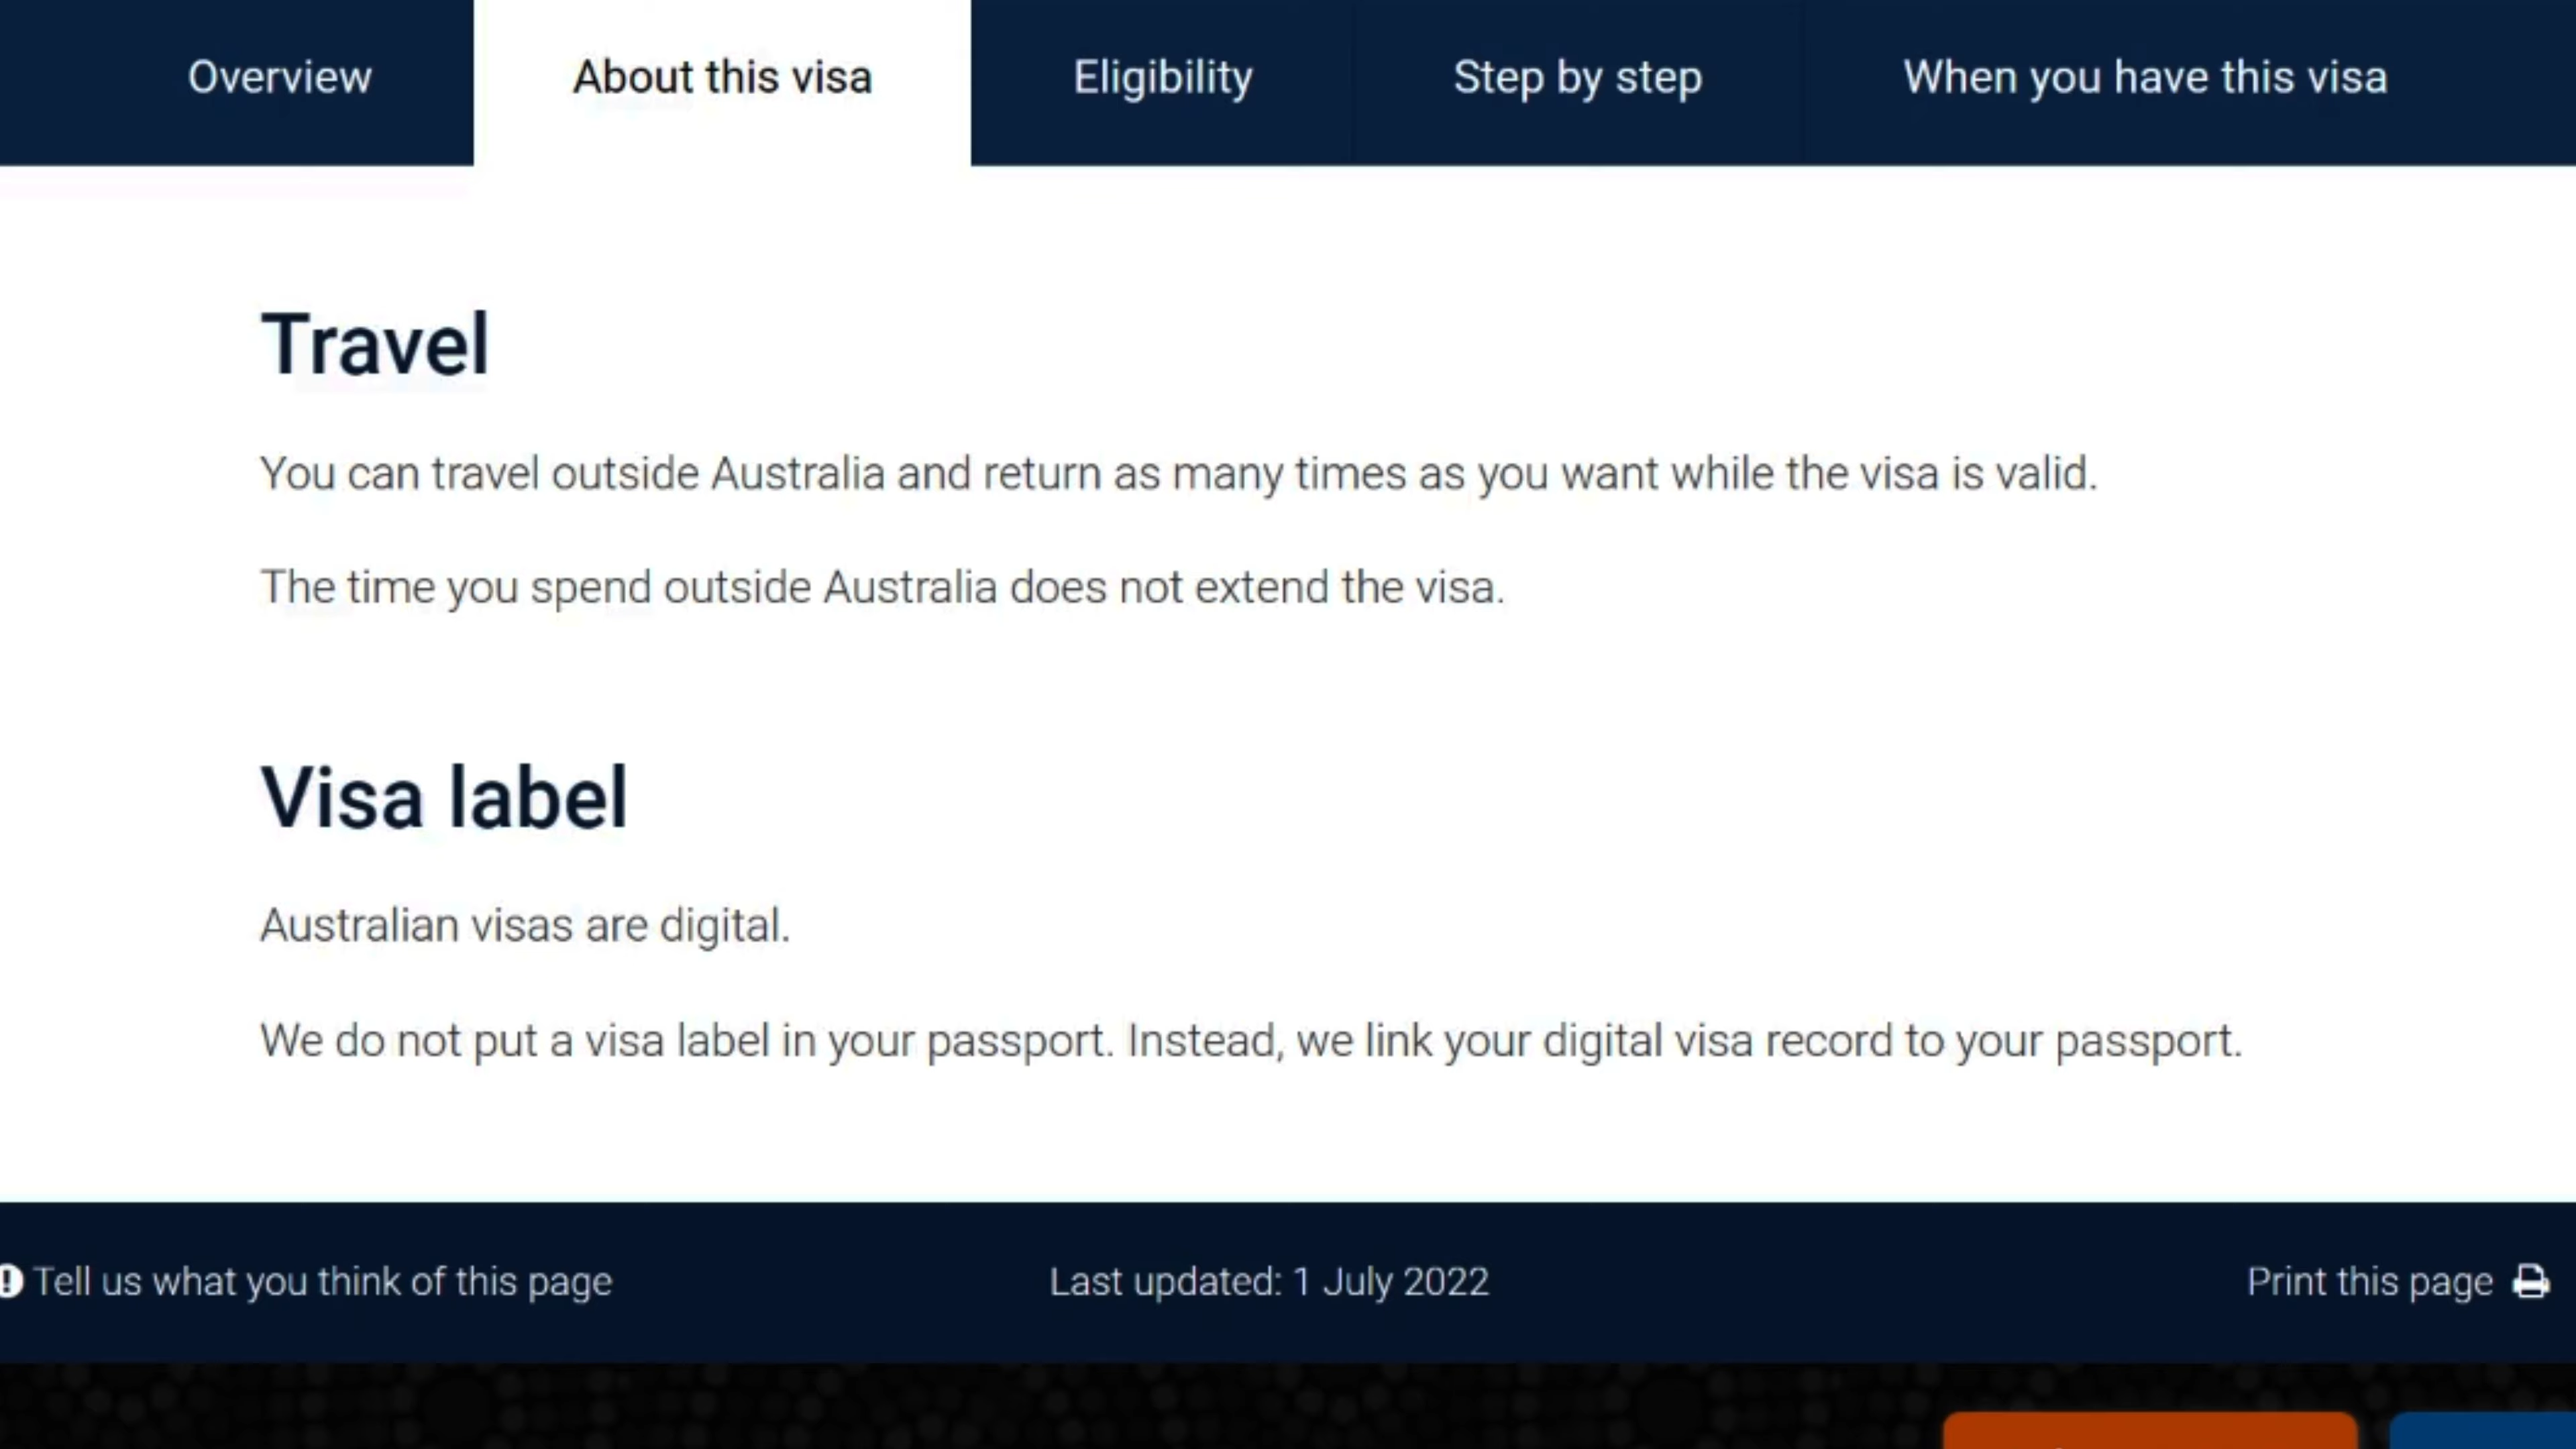 Overview
About this visa
Eligibility
Step by step
When you have this visa
Travel
You can travel outside Australia and return as many times as you want while the visa is valid.
The time you spend outside Australia does not extend the visa.
Visa label
Australian visas are digital.
We do not put a visa label in your passport. Instead, we link your digital visa record to your passport.
Tell us what you think of this page
Last updated: 1 July 2022
Print this page